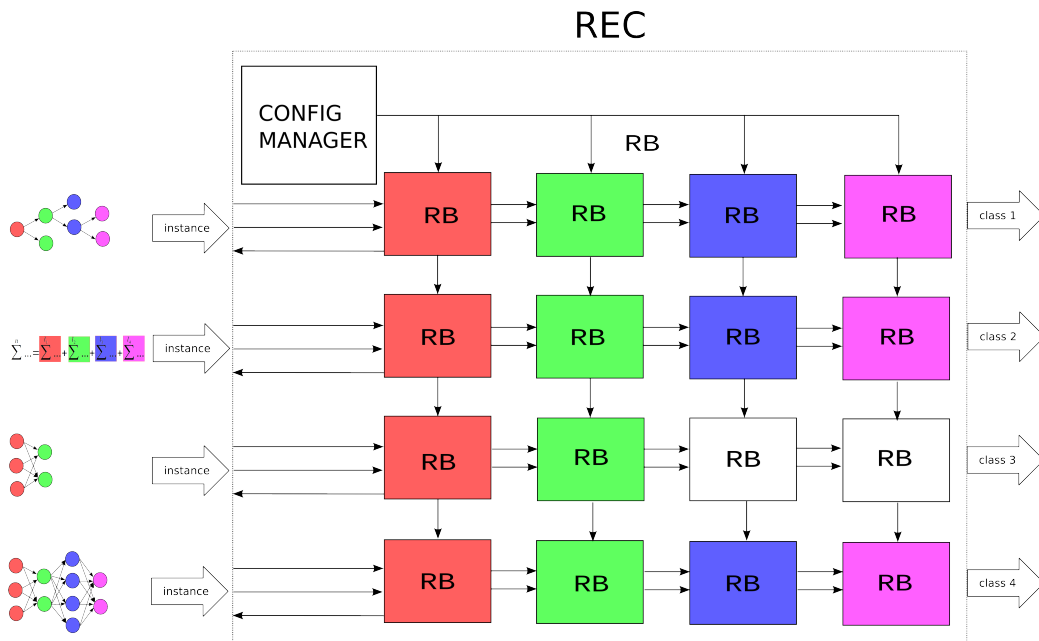 REC
CONFIG
MANAGER
RB
instance
RB
RB
RB
RB
class 1
∑ ... = ∑ ... + ∑ ... + ∑ ... + ∑ ...
instance
RB
RB
RB
RB
class 2
instance
RB
RB
RB
RB
class 3
instance
RB
RB
RB
RB
class 4